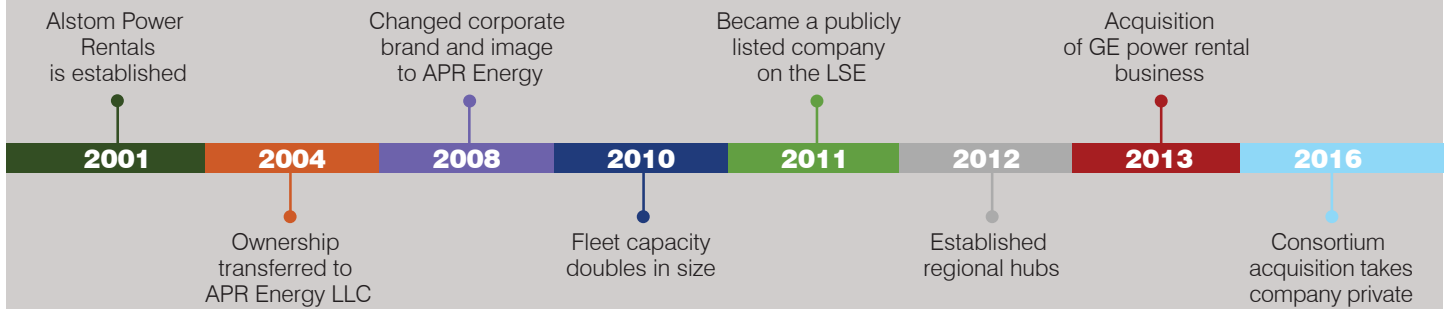 Alstom Power
Rentals
is established
Changed corporate
brand and image
to APR Energy
Became a publicly
listed company
on the LSE
Acquisition
of GE power rental
business
2001
2004
2008
2010
2011
2012
2013
2016
Ownership
transferred to
APR Energy LLC
Fleet capacity
doubles in size
Established
regional hubs
Consortium
acquisition takes
company private